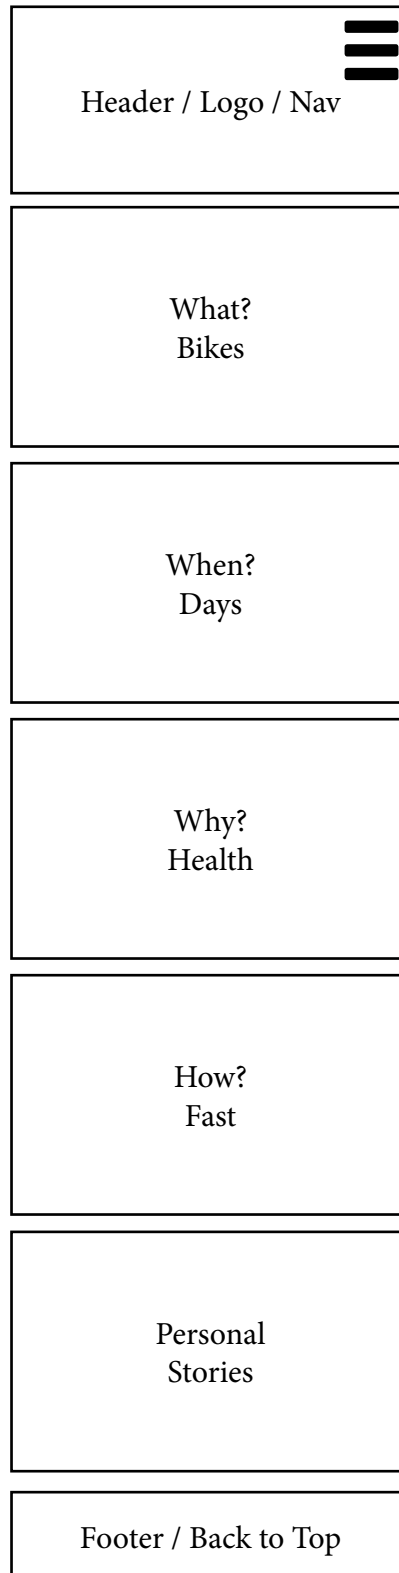 Header / Logo / Nav
What?
Bikes
When?
Days
Why?
Health
How?
Fast
Personal
Stories
Footer / Back to Top